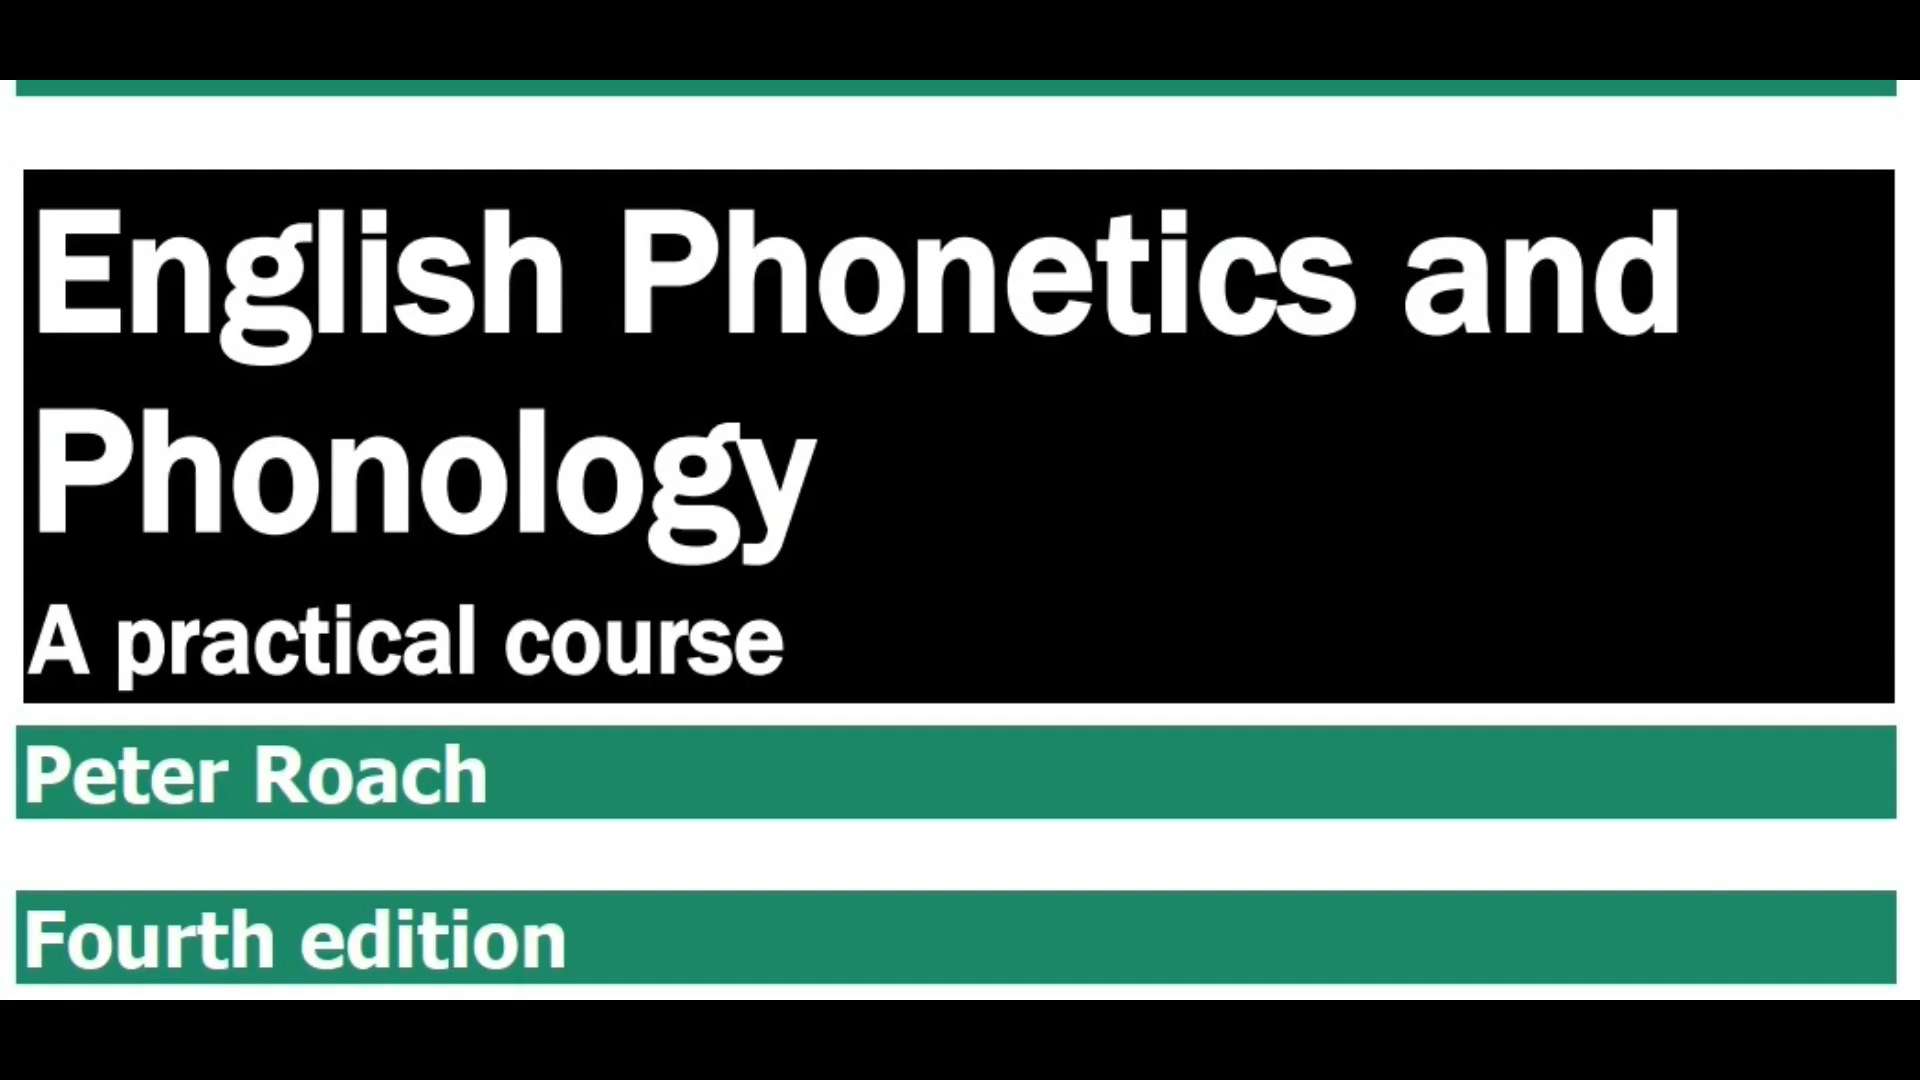 English Phonetics and
Phonology
A practical course
Peter Roach
Fourth edition